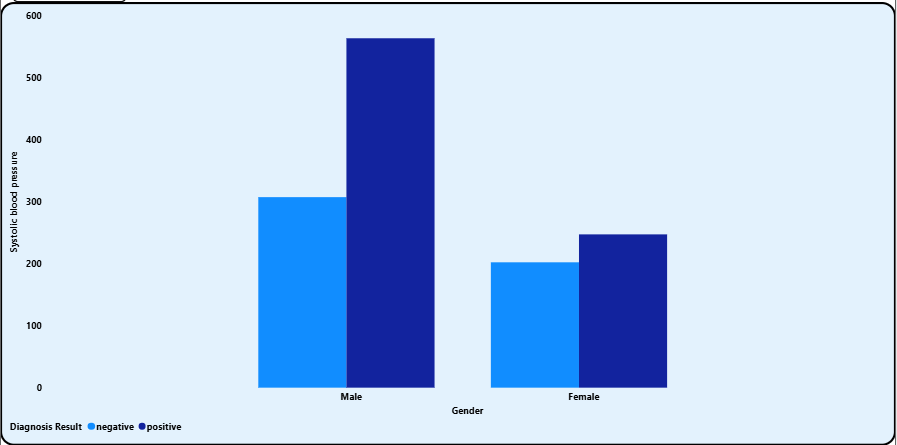 600
500
400
300
200
100
0
Systolic blood pressure
Male Female
Gender
Diagnosis Result negative positive